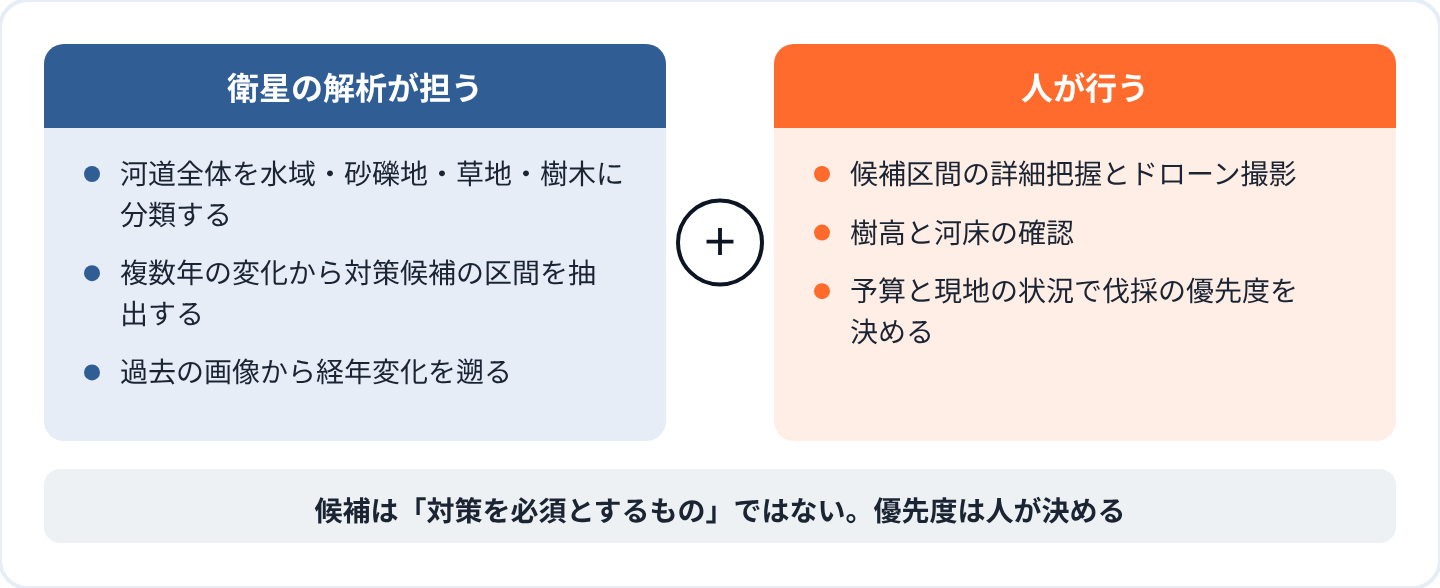 衛星の解析が担う
河道全体を水域・砂礫地・草地・樹木に
分類する
複数年の変化から対策候補の区間を抽
出する
過去の画像から経年変化を遡る
+
人が行う
候補区間の詳細把握とドローン撮影
樹高と河床の確認
予算と現地の状況で伐採の優先度を
決める
候補は「対策を必須とするもの」ではない。優先度は人が決める